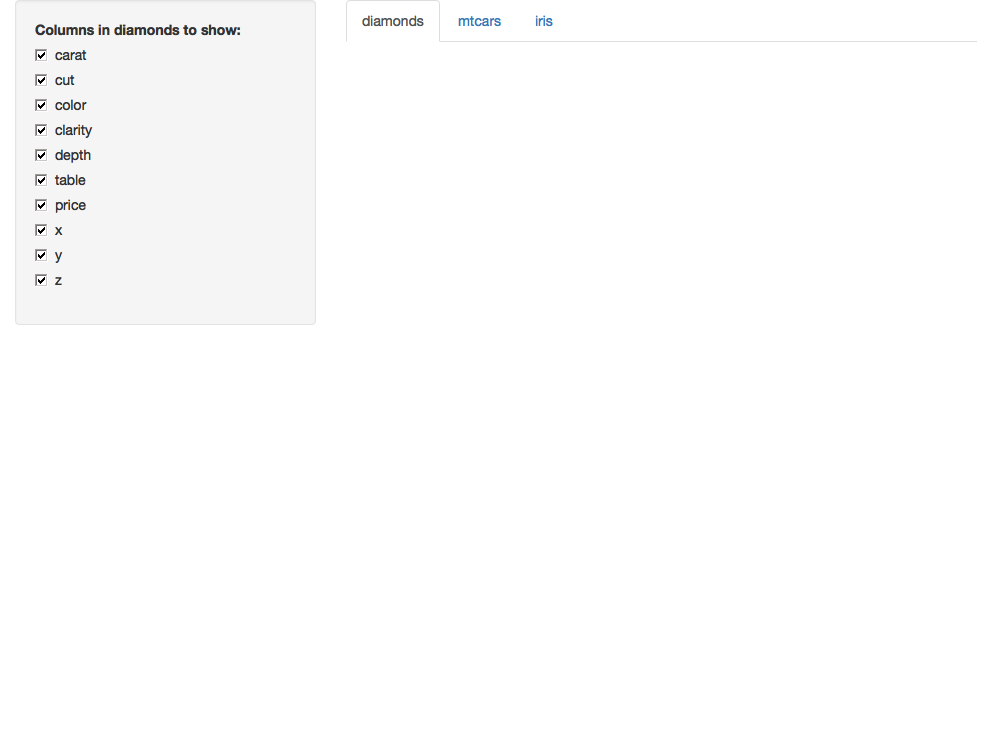 Columns in diamonds to show:
carat
cut
color
clarity
depth
table
price
x
y
z
diamonds mtcars iris